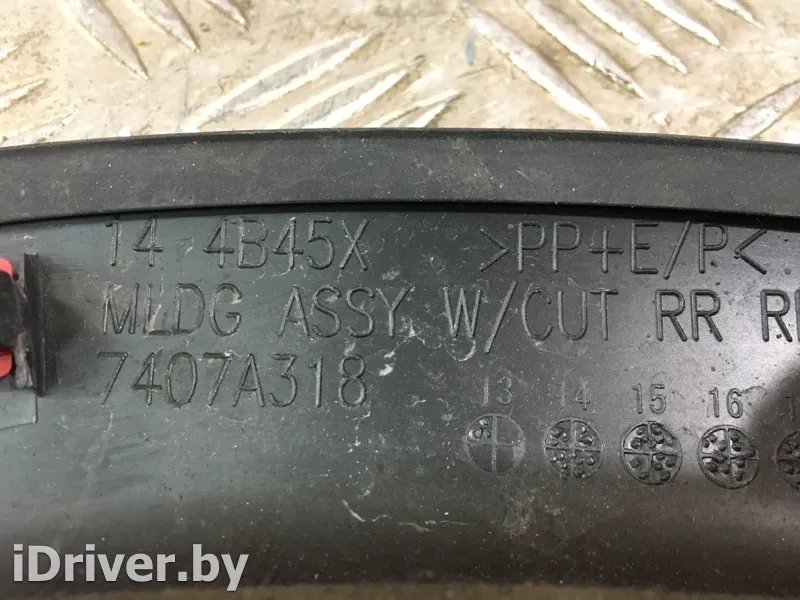 14 4B45X >PP+E/P<
MLDG ASSY W/CUT RR
7407A318
13 14 15 16
iDriver.by